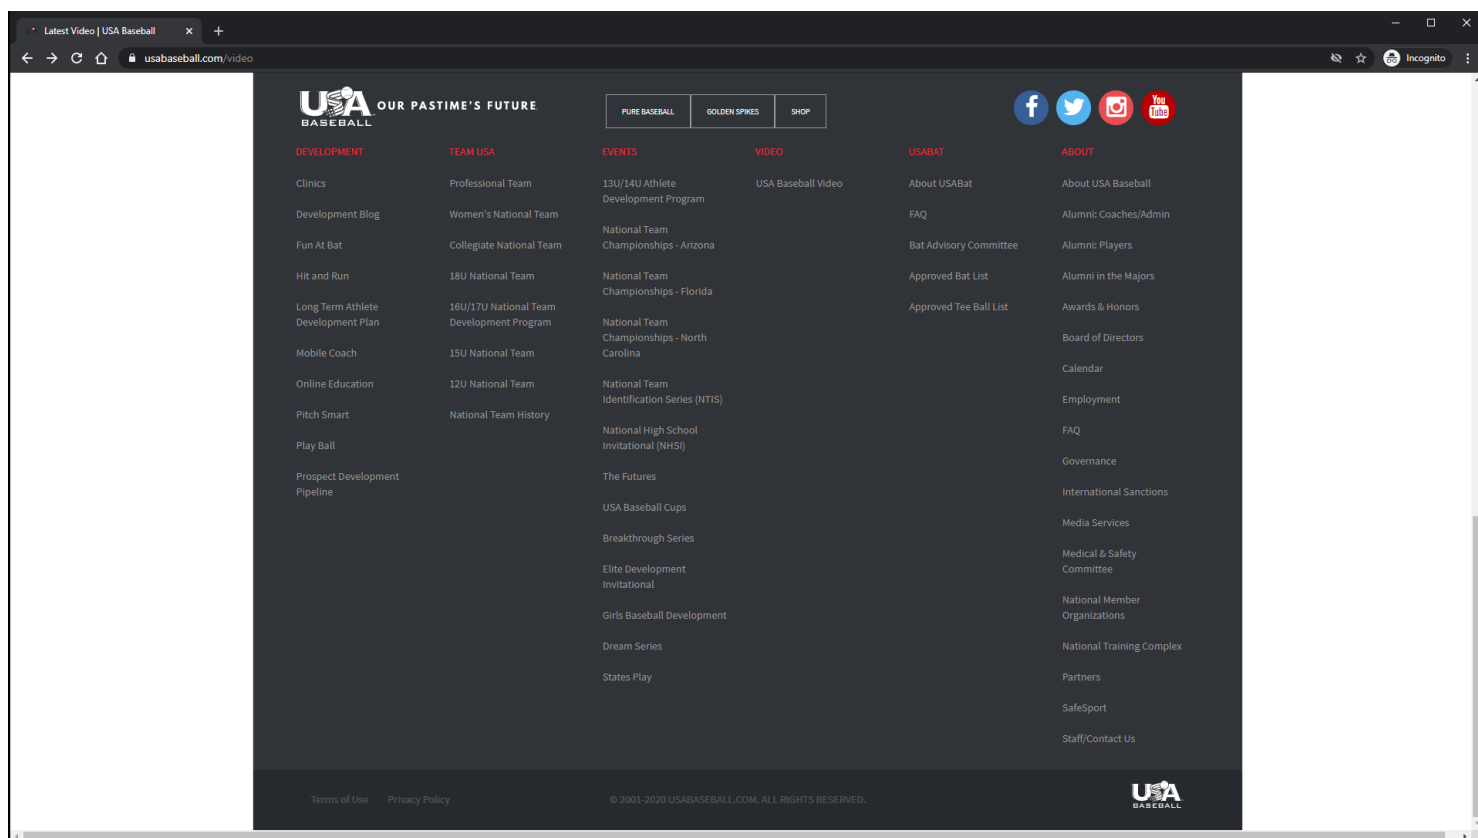 Latest Video | USA Baseball
usabaseball.com/video
Incognito
USA
BASEBALL
OUR PASTIME'S FUTURE
PURE BASEBALL
GOLDEN SPIKES
SHOP
You
Tube
DEVELOPMENT
Clinics
Development Blog
Fun At Bat
Hit and Run
Long Term Athlete
Development Plan
Mobile Coach
Online Education
Pitch Smart
Play Ball
Prospect Development
Pipeline
TEAM USA
Professional Team
Women's National Team
Collegiate National Team
18U National Team
16U/17U National Team
Development Program
15U National Team
12U National Team
National Team History
EVENTS
13U/14U Athlete
Development Program
National Team
Championships - Arizona
National Team
Championships - Florida
National Team
Championships - North
Carolina
National Team
Identification Series (NTIS)
National High School
Invitational (NHSI)
The Futures
USA Baseball Cups
Breakthrough Series
Elite Development
Invitational
Girls Baseball Development
Dream Series
States Play
VIDEO
USA Baseball Video
USABAT
About USABat
FAQ
Bat Advisory Committee
Approved Bat List
Approved Tee Ball List
ABOUT
About USA Baseball
Alumni: Coaches/Admin
Alumni: Players
Alumni in the Majors
Awards & Honors
Board of Directors
Calendar
Employment
FAQ
Governance
International Sanctions
Media Services
Medical & Safety
Committee
National Member
Organizations
National Training Complex
Partners
SafeSport
Staff/Contact Us
Terms of Use
Privacy Policy
© 2001-2020 USABASEBALL.COM. ALL RIGHTS RESERVED.
USA
BASEBALL